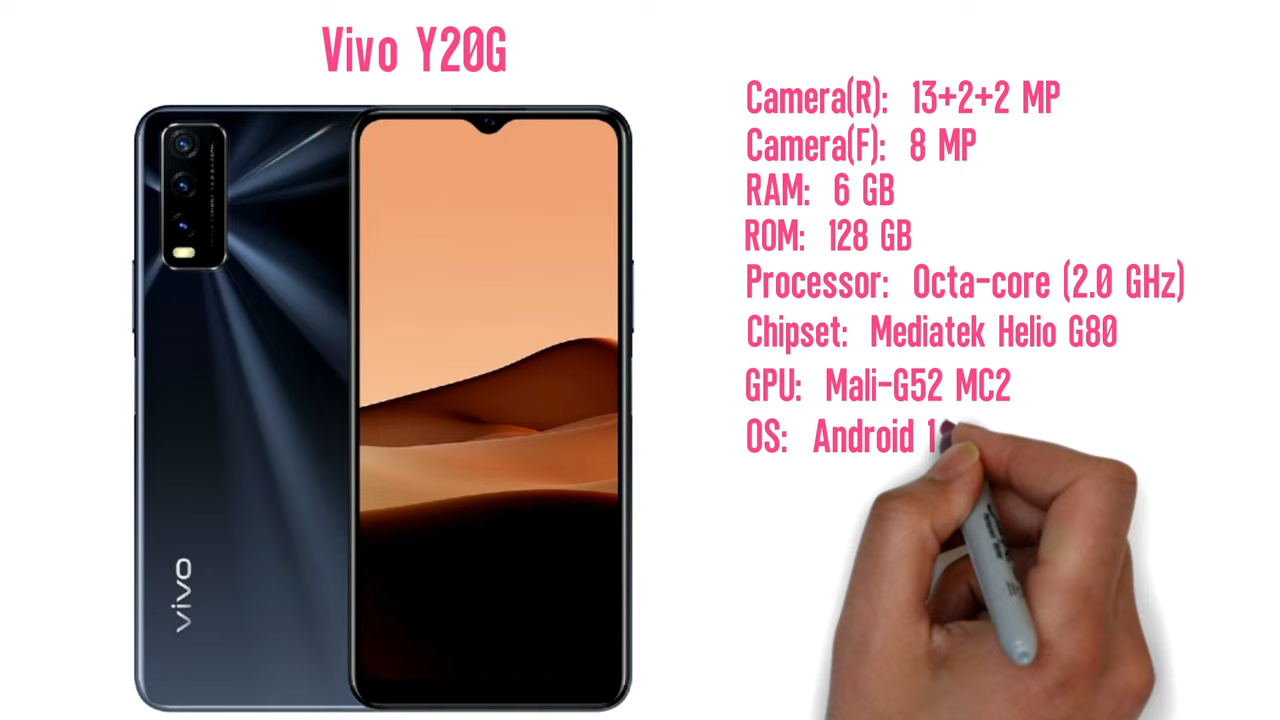 Vivo Y20G
Camera(R): 13+2+2 MP
Camera(F): 8 MP
RAM: 6 GB
ROM: 128 GB
Processor: Octa-core (2.0 GHz)
Chipset: Mediatek Helio G80
GPU: Mali-G52 MC2
OS: Android 1
vivo